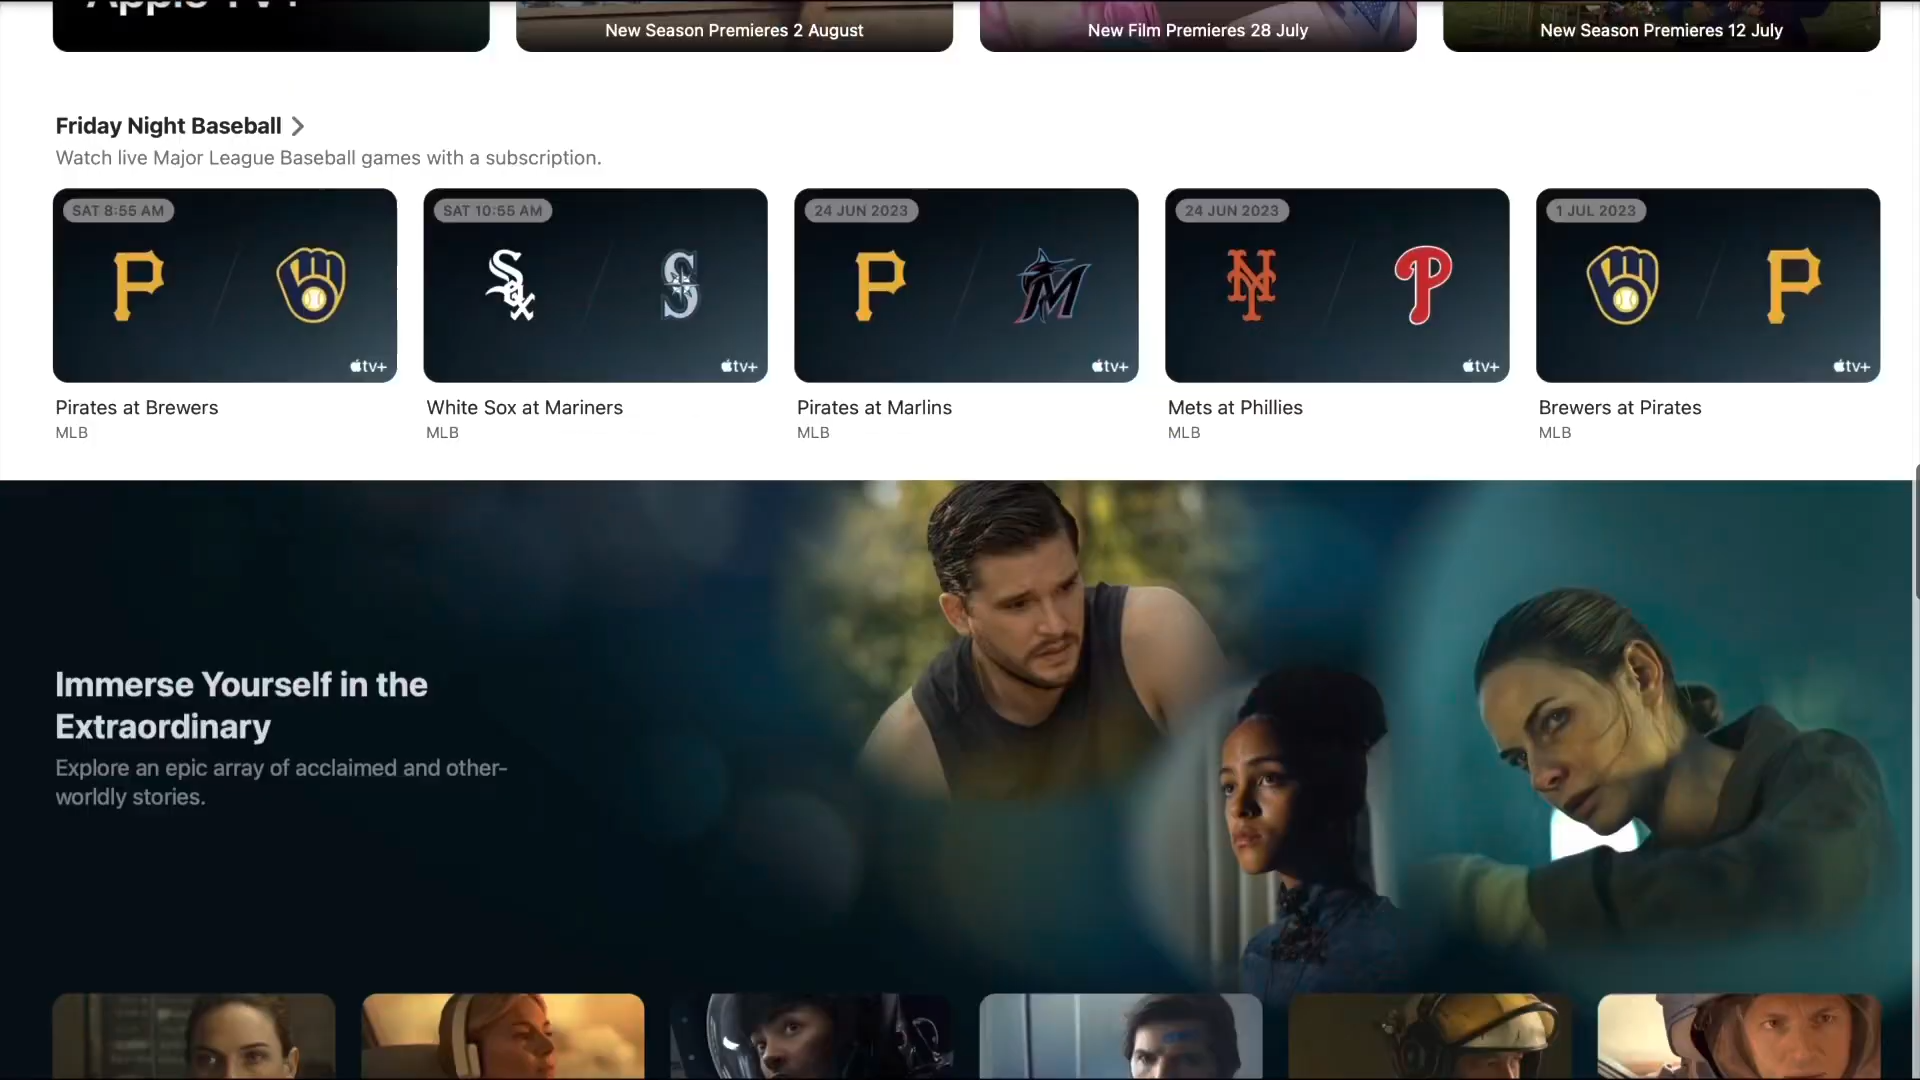 Apple TV+
New Season Premieres 2 August
New Film Premieres 28 July
New Season Premieres 12 July
Friday Night Baseball
Watch live Major League Baseball games with a subscription.
SAT 8:55 AM
P
tv+
Pirates at Brewers
MLB
SAT 10:55 AM
Sox
S
tv+
White Sox at Mariners
MLB
24 JUN 2023
P
M
tv+
Pirates at Marlins
MLB
24 JUN 2023
NY
P
tv+
Mets at Phillies
MLB
1 JUL 2023
P
tv+
Brewers at Pirates
MLB
Immerse Yourself in the
Extraordinary
Explore an epic array of acclaimed and other-
worldly stories.